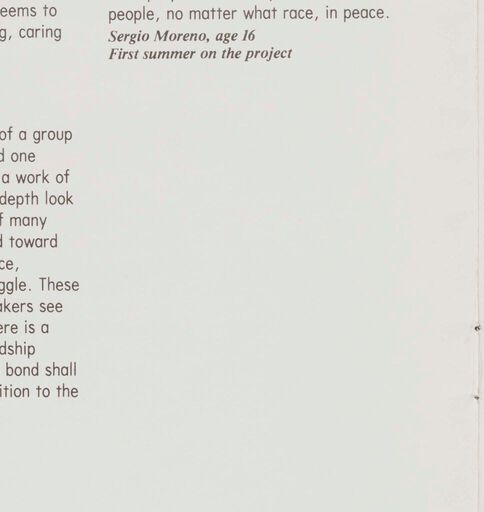 eems to
g, caring
of a group
d one
a work of
depth look
f many
d toward
ce,
ggle. These
akers see
ere is a
dship
bond shall
ition to the
people, no matter what race, in peace.
Sergio Moreno, age 16
First summer on the project